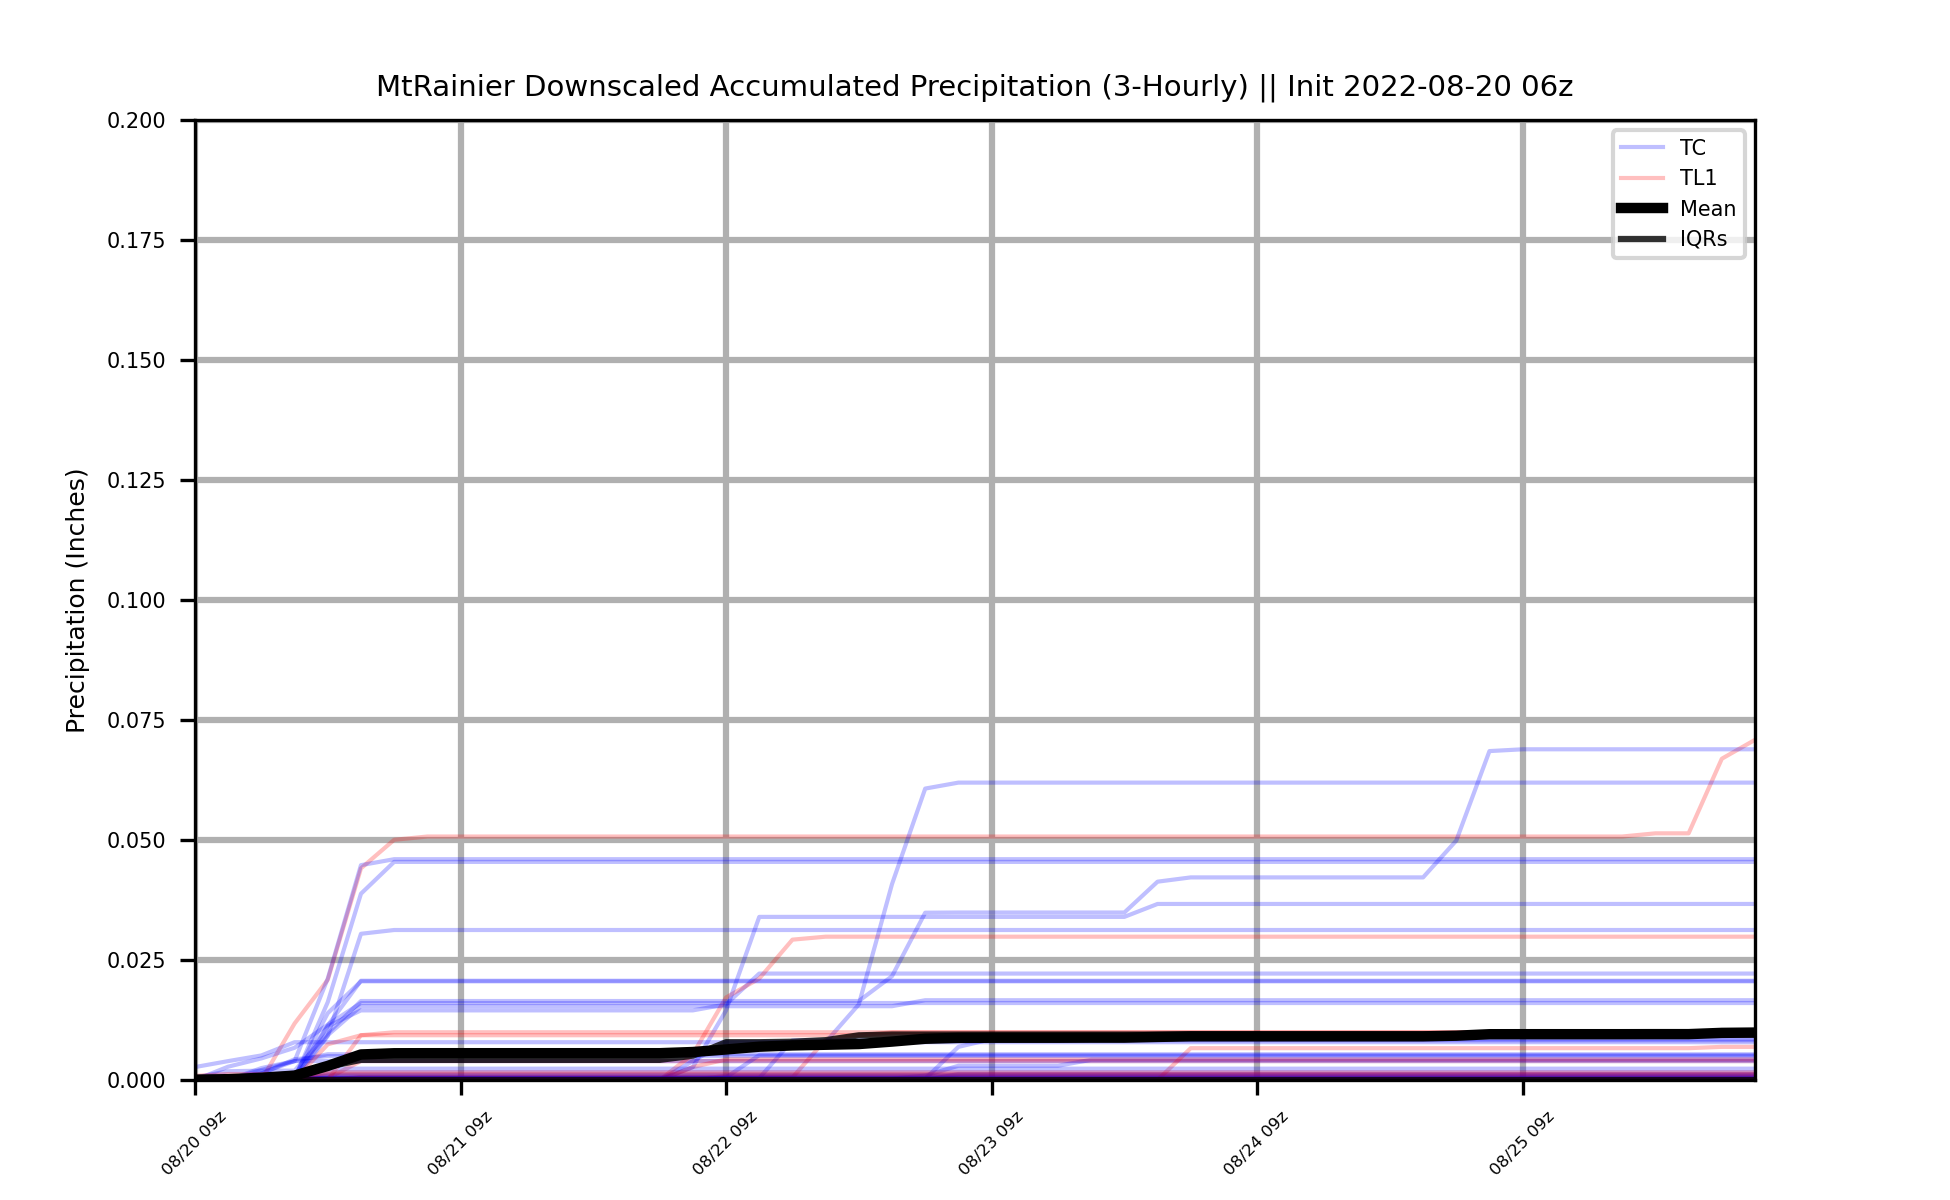 MtRainier Downscaled Accumulated Precipitation (3-Hourly) || Init 2022-08-20 06z
0.200
0.175
0.150
0.125
0.100
0.075
0.050
0.025
0.000
Precipitation (Inches)
TC
TL1
Mean
IQRs
08/20 09z
08/21 09z
08/22 09z
08/23 09z
08/24 09z
08/25 09z